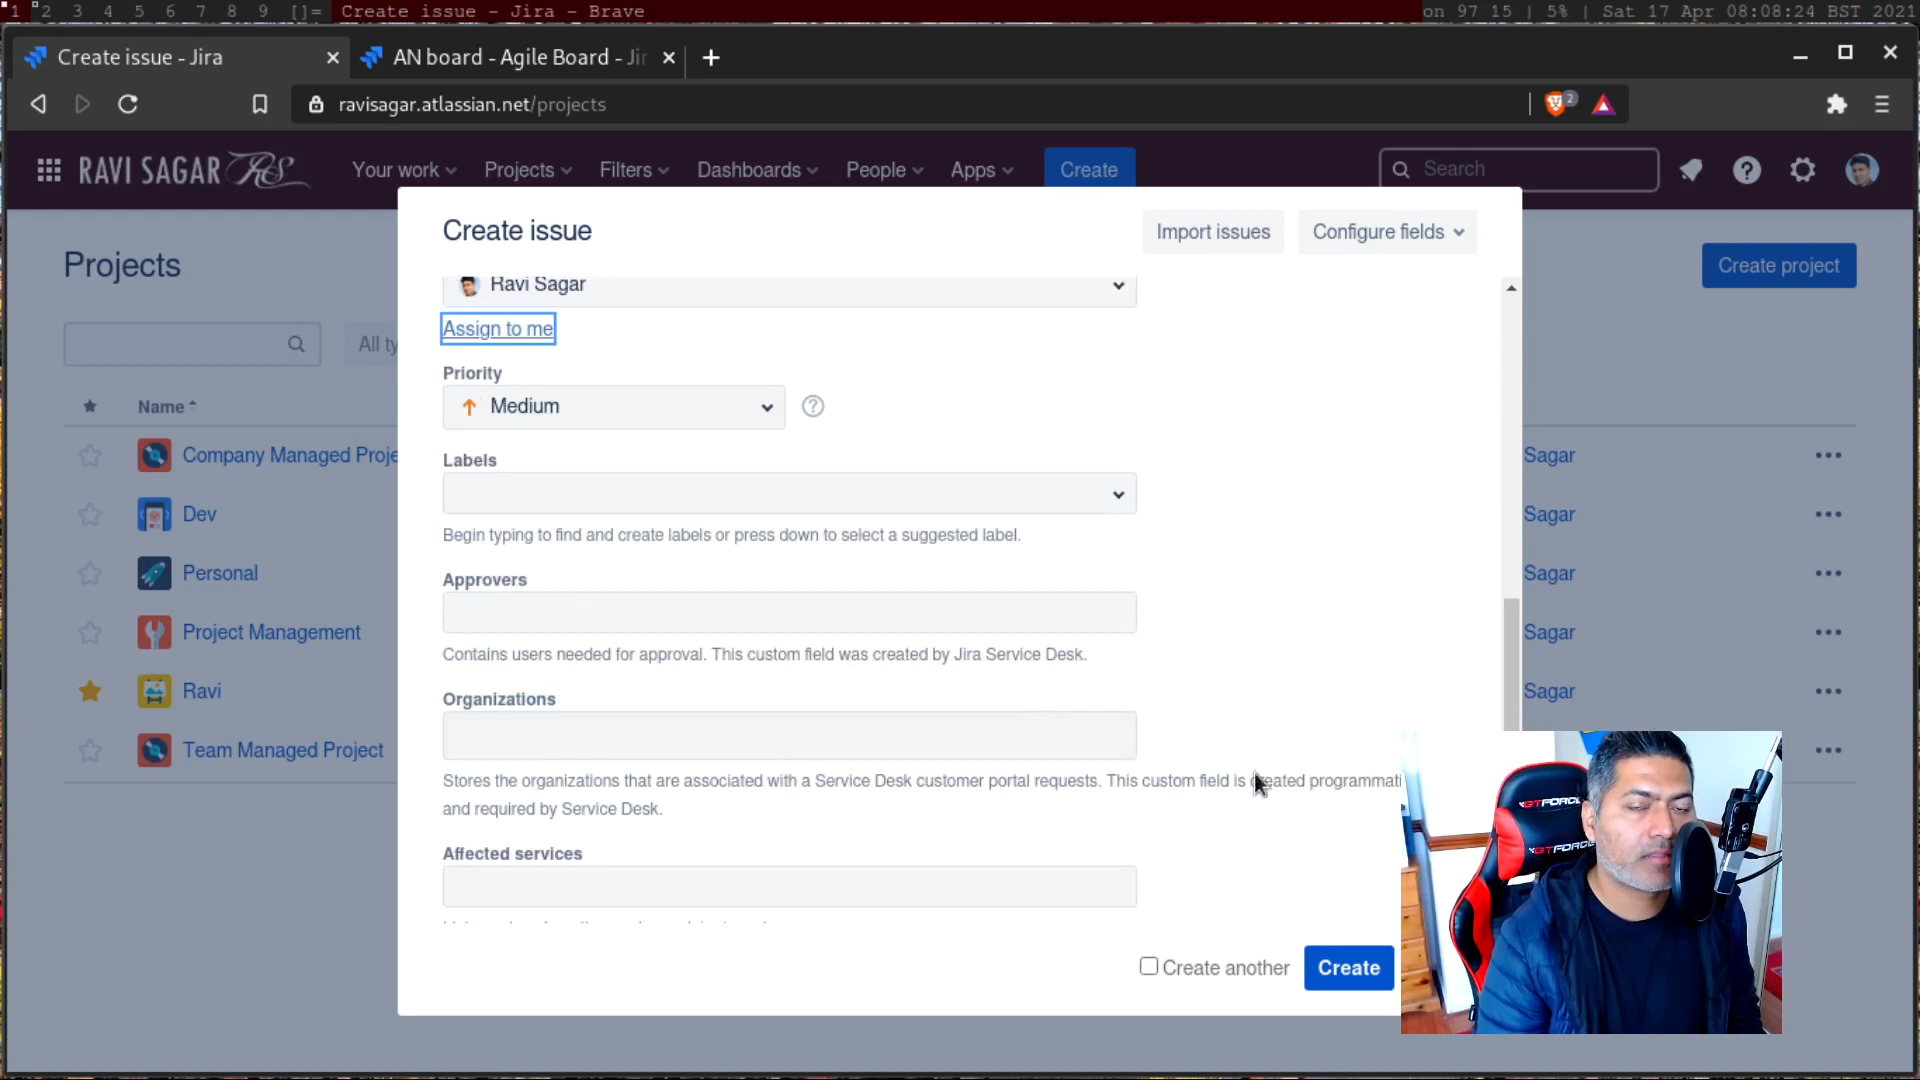 1 2 3 4 5 6 7 8 9 []= Create issue - Jira - Brave on 97 15 | 5% | Sat 17 Apr 08:08:24 BST 2021
Create issue - Jira
AN board - Agile Board - Jir
ravisagar.atlassian.net/projects
2
RAVI SAGAR RS
Your work
Projects
Filters
Dashboards
People
Apps
Create
Search
Projects
Create project
All ty
Name
Company Managed Proje
Sagar
Dev
Sagar
Personal
Sagar
Project Management
Sagar
Ravi
Sagar
Team Managed Project
Create issue
Import issues
Configure fields
Ravi Sagar
Assign to me
Priority
Medium
Labels
Begin typing to find and create labels or press down to select a suggested label.
Approvers
Contains users needed for approval. This custom field was created by Jira Service Desk.
Organizations
Stores the organizations that are associated with a Service Desk customer portal requests. This custom field is created programmati
and required by Service Desk.
Affected services
Create another
Create
GTFORCE
GTFORCE